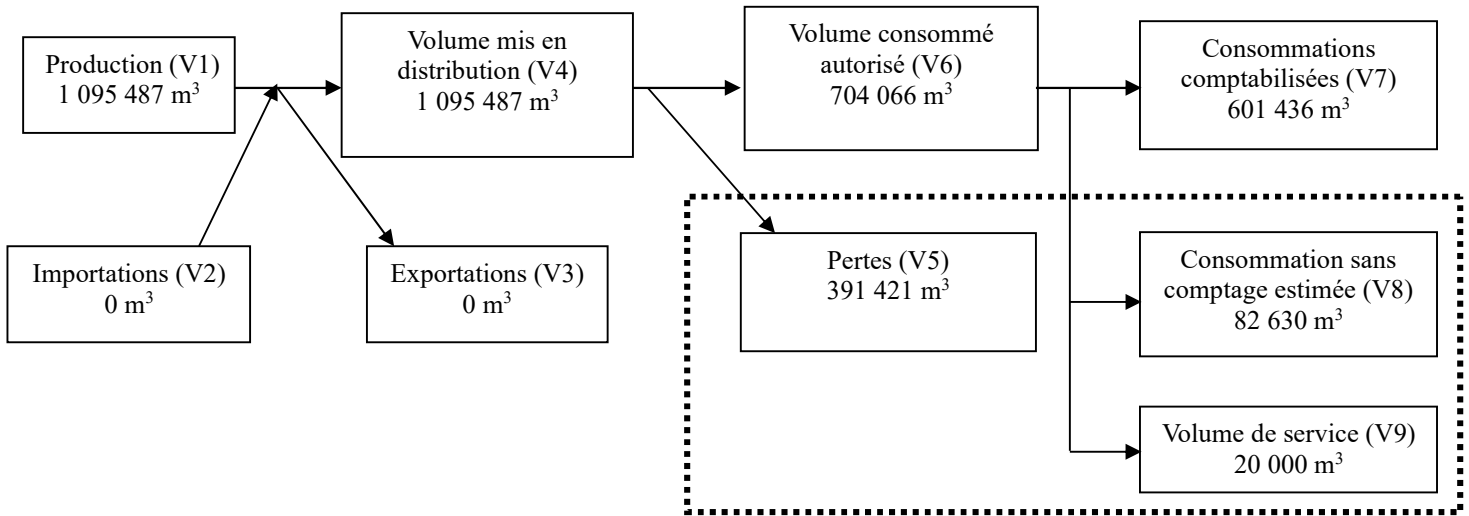 Production (V1)
1 095 487 m³
Volume mis en
distribution (V4)
1 095 487 m³
Volume consommé
autorisé (V6)
704 066 m³
Consommations
comptabilisées (V7)
601 436 m³
Importations (V2)
0 m³
Exportations (V3)
0 m³
Pertes (V5)
391 421 m³
Consommation sans
comptage estimée (V8)
82 630 m³
Volume de service (V9)
20 000 m³